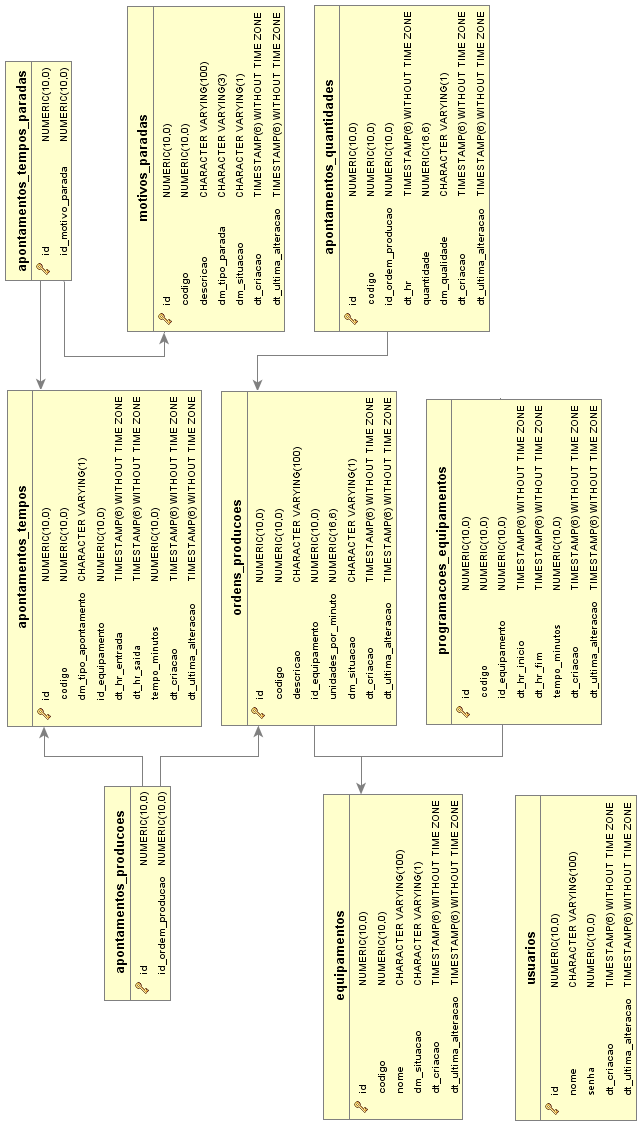 apontamentos_tempos_paradas
id NUMERIC(10,0)
id_motivo_parada NUMERIC(10,0)
motivos_paradas
id NUMERIC(10,0)
codigo NUMERIC(10,0)
descricao CHARACTER VARYING(100)
dm_tipo_parada CHARACTER VARYING(3)
dm_situacao CHARACTER VARYING(1)
dt_criacao TIMESTAMP(6) WITHOUT TIME ZONE
dt_ultima_alteracao TIMESTAMP(6) WITHOUT TIME ZONE
apontamentos_quantidades
id NUMERIC(10,0)
codigo NUMERIC(10,0)
id_ordem_producao NUMERIC(10,0)
dt_hr TIMESTAMP(6) WITHOUT TIME ZONE
quantidade NUMERIC(16,6)
dm_qualidade CHARACTER VARYING(1)
dt_criacao TIMESTAMP(6) WITHOUT TIME ZONE
dt_ultima_alteracao TIMESTAMP(6) WITHOUT TIME ZONE
apontamentos_tempos
id NUMERIC(10,0)
codigo NUMERIC(10,0)
dm_tipo_apontamento CHARACTER VARYING(1)
id_equipamento NUMERIC(10,0)
dt_hr_entrada TIMESTAMP(6) WITHOUT TIME ZONE
dt_hr_saida TIMESTAMP(6) WITHOUT TIME ZONE
tempo_minutos NUMERIC(10,0)
dt_criacao TIMESTAMP(6) WITHOUT TIME ZONE
dt_ultima_alteracao TIMESTAMP(6) WITHOUT TIME ZONE
ordens_producoes
id NUMERIC(10,0)
codigo NUMERIC(10,0)
descricao CHARACTER VARYING(100)
id_equipamento NUMERIC(10,0)
unidades_por_minuto NUMERIC(16,6)
dm_situacao CHARACTER VARYING(1)
dt_criacao TIMESTAMP(6) WITHOUT TIME ZONE
dt_ultima_alteracao TIMESTAMP(6) WITHOUT TIME ZONE
programacoes_equipamentos
id NUMERIC(10,0)
codigo NUMERIC(10,0)
id_equipamento NUMERIC(10,0)
dt_hr_inicio TIMESTAMP(6) WITHOUT TIME ZONE
dt_hr_fim TIMESTAMP(6) WITHOUT TIME ZONE
tempo_minutos NUMERIC(10,0)
dt_criacao TIMESTAMP(6) WITHOUT TIME ZONE
dt_ultima_alteracao TIMESTAMP(6) WITHOUT TIME ZONE
apontamentos_producoes
id NUMERIC(10,0)
id_ordem_producao NUMERIC(10,0)
equipamentos
id NUMERIC(10,0)
codigo NUMERIC(10,0)
nome CHARACTER VARYING(100)
dm_situacao CHARACTER VARYING(1)
dt_criacao TIMESTAMP(6) WITHOUT TIME ZONE
dt_ultima_alteracao TIMESTAMP(6) WITHOUT TIME ZONE
usuarios
id NUMERIC(10,0)
nome CHARACTER VARYING(100)
senha NUMERIC(10,0)
dt_criacao TIMESTAMP(6) WITHOUT TIME ZONE
dt_ultima_alteracao TIMESTAMP(6) WITHOUT TIME ZONE